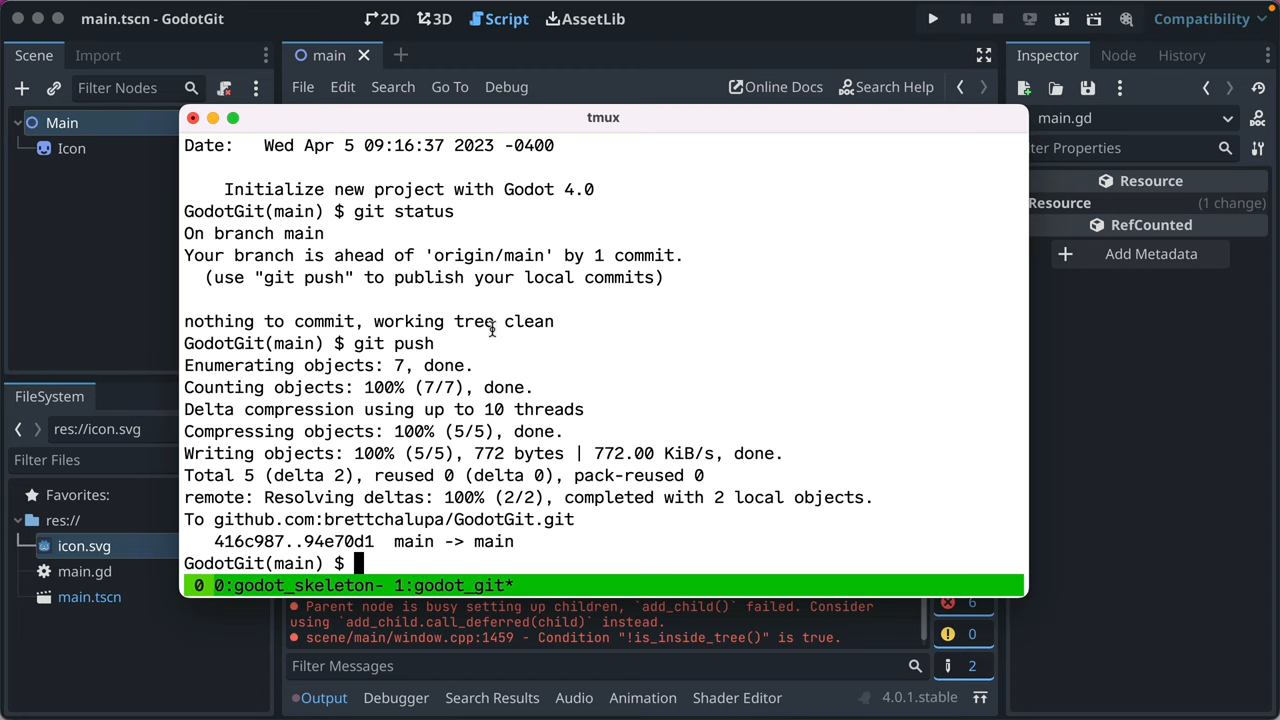 main.tscn - GodotGit
2D
3D
Script
AssetLib
Compatibility
Scene
Import
main
Inspector
Node
History
Filter Nodes
File
Edit
Search
Go To
Debug
Online Docs
Search Help
Main
Icon
main.gd
ter Properties
Resource
Resource
(1 change)
RefCounted
Add Metadata
tmux
Date:   Wed Apr 5 09:16:37 2023 -0400
Initialize new project with Godot 4.0
GodotGit(main) $ git status
On branch main
Your branch is ahead of 'origin/main' by 1 commit.
(use "git push" to publish your local commits)
nothing to commit, working tree clean
GodotGit(main) $ git push
Enumerating objects: 7, done.
Counting objects: 100% (7/7), done.
Delta compression using up to 10 threads
Compressing objects: 100% (5/5), done.
Writing objects: 100% (5/5), 772 bytes | 772.00 KiB/s, done.
Total 5 (delta 2), reused 0 (delta 0), pack-reused 0
remote: Resolving deltas: 100% (2/2), completed with 2 local objects.
To github.com:brettchalupa/GodotGit.git
416c987..94e70d1  main -> main
GodotGit(main) $
0 0:godot_skeleton- 1:godot_git*
FileSystem
res://icon.svg
Filter Files
Favorites:
res://
icon.svg
main.gd
main.tscn
Parent node is busy setting up children, `add_child()` failed. Consider
using `add_child.call_deferred(child)` instead.
scene/main/window.cpp:1459 - Condition "!is_inside_tree()" is true.
6
0
2
Filter Messages
Output
Debugger
Search Results
Audio
Animation
Shader Editor
4.0.1.stable